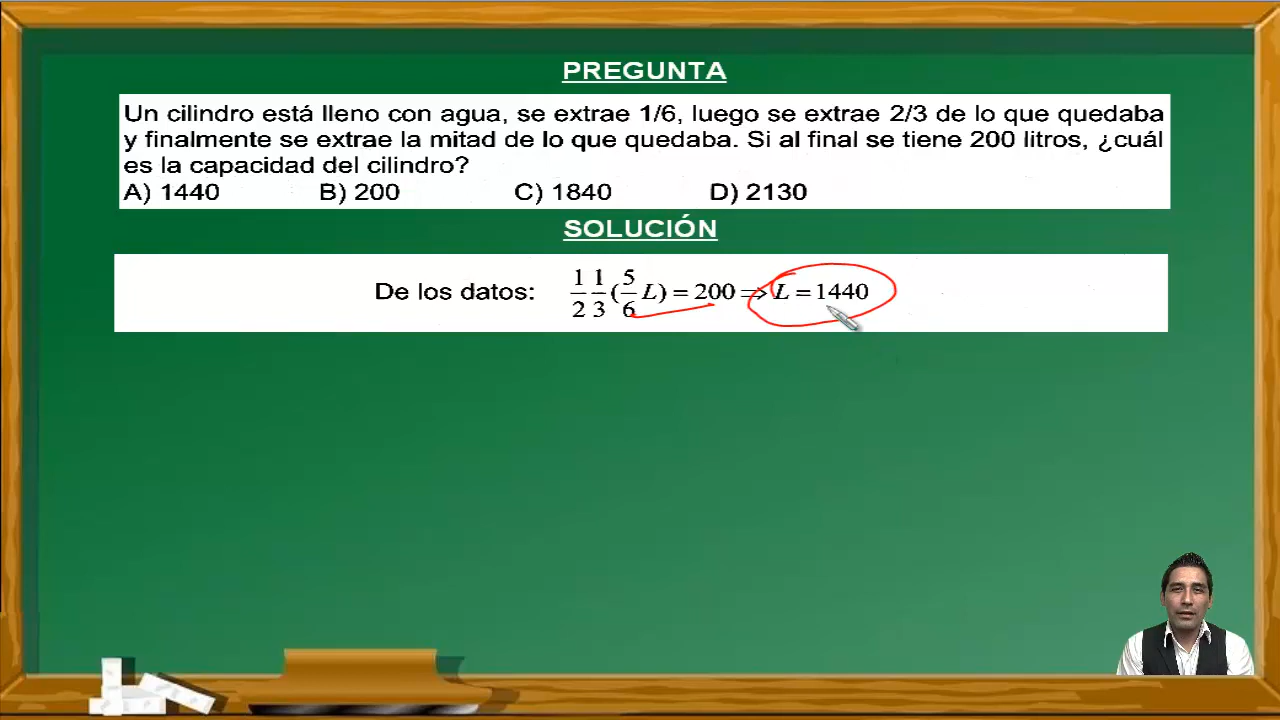 PREGUNTA
Un cilindro está lleno con agua, se extrae 1/6, luego se extrae 2/3 de lo que quedaba
y finalmente se extrae la mitad de lo que quedaba. Si al final se tiene 200 litros, ¿cuál
es la capacidad del cilindro?
A) 1440 B) 200 C) 1840 D) 2130
SOLUCIÓN
De los datos: 1/2 1/3 (5/6 L) = 200 ⇒ L = 1440